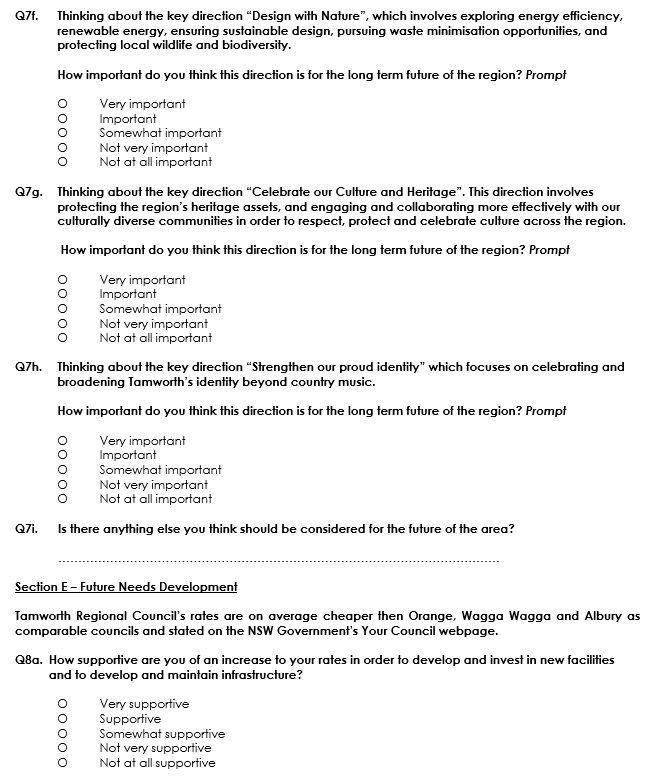 Q7f. Thinking about the key direction "Design with Nature", which involves exploring energy efficiency,
renewable energy, ensuring sustainable design, pursuing waste minimisation opportunities, and
protecting local wildlife and biodiversity.
How important do you think this direction is for the long term future of the region? Prompt
O Very important
O Important
O Somewhat important
O Not very important
O Not at all important
Q7g. Thinking about the key direction "Celebrate our Culture and Heritage". This direction involves
protecting the region's heritage assets, and engaging and collaborating more effectively with our
culturally diverse communities in order to respect, protect and celebrate culture across the region.
How important do you think this direction is for the long term future of the region? Prompt
O Very important
O Important
O Somewhat important
O Not very important
O Not at all important
Q7h. Thinking about the key direction "Strengthen our proud identity" which focuses on celebrating and
broadening Tamworth's identity beyond country music.
How important do you think this direction is for the long term future of the region? Prompt
O Very important
O Important
O Somewhat important
O Not very important
O Not at all important
Q7i. Is there anything else you think should be considered for the future of the area?
..............................................................................................................
Section E – Future Needs Development
Tamworth Regional Council's rates are on average cheaper then Orange, Wagga Wagga and Albury as
comparable councils and stated on the NSW Government's Your Council webpage.
Q8a. How supportive are you of an increase to your rates in order to develop and invest in new facilities
and to develop and maintain infrastructure?
O Very supportive
O Supportive
O Somewhat supportive
O Not very supportive
O Not at all supportive